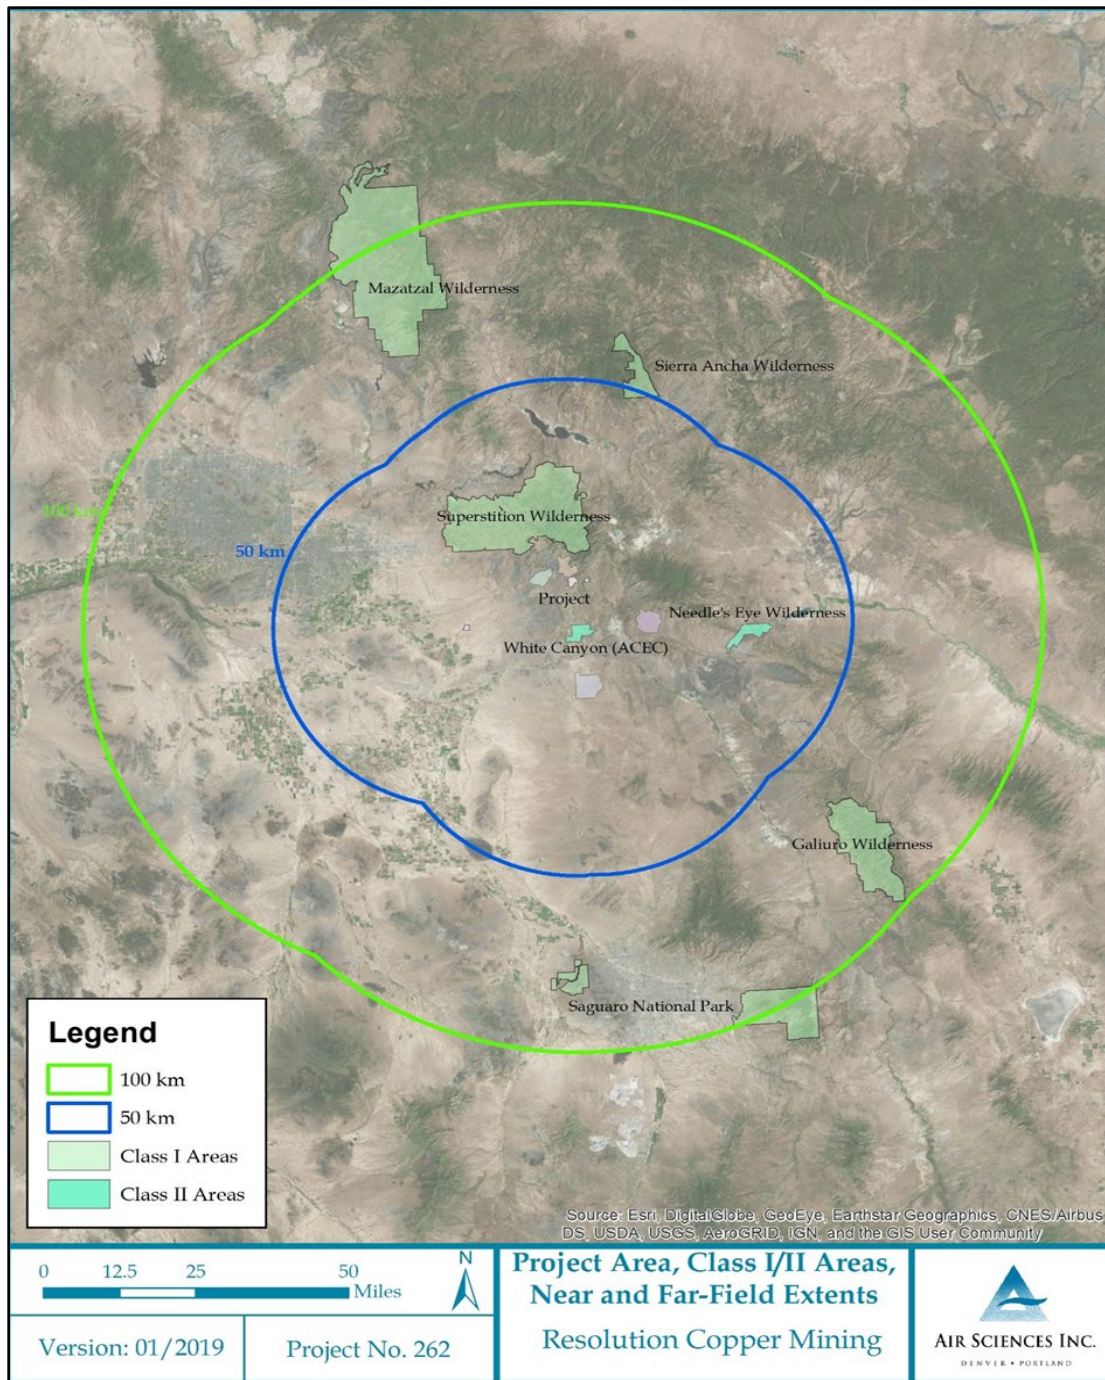 Mazatzal Wilderness
Sierra Ancha Wilderness
100 km
Superstition Wilderness
50 km
Project
Needle's Eye Wilderness
White Canyon (ACEC)
Galiuro Wilderness
Saguaro National Park
Legend
100 km
50 km
Class I Areas
Class II Areas
Source: Esri, DigitalGlobe, GeoEye, Earthstar Geographics, CNES/Airbus
DS, USDA, USGS, AeroGRID, IGN, and the GIS User Community
0 12.5 25 50
Miles
N
Version: 01/2019
Project No. 262
Project Area, Class I/II Areas,
Near and Far-Field Extents
Resolution Copper Mining
AIR SCIENCES INC.
DENVER • PORTLAND